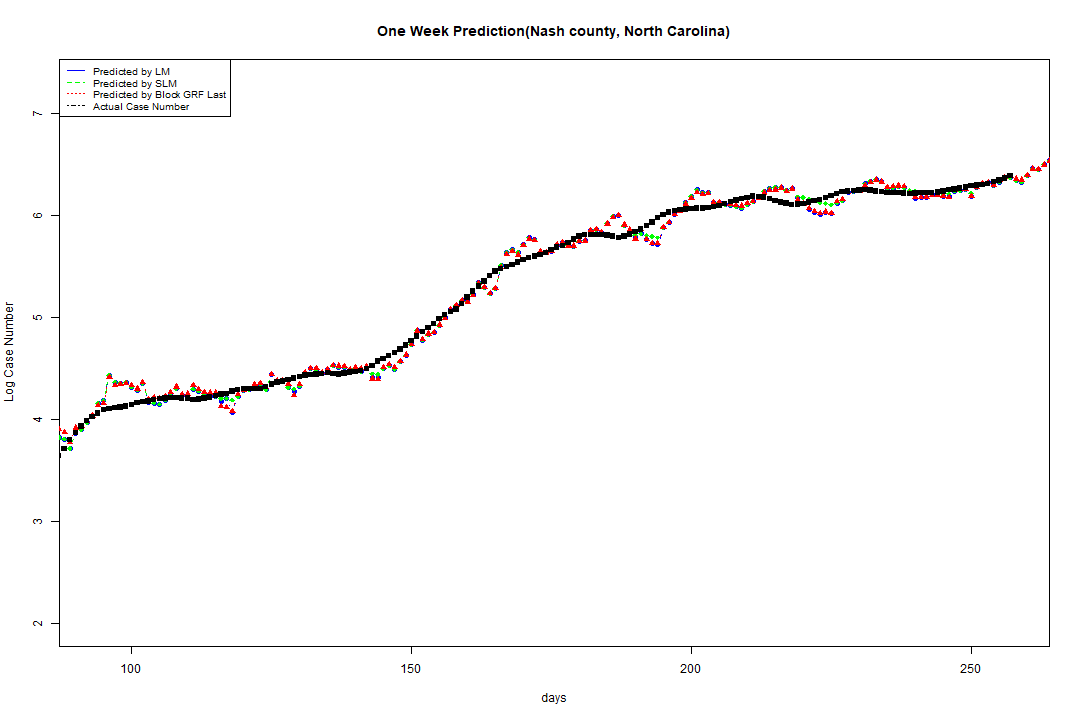 One Week Prediction(Nash county, North Carolina)
Predicted by LM
Predicted by SLM
Predicted by Block GRF Last
Actual Case Number
7
6
5
4
3
2
Log Case Number
100 150 200 250
days